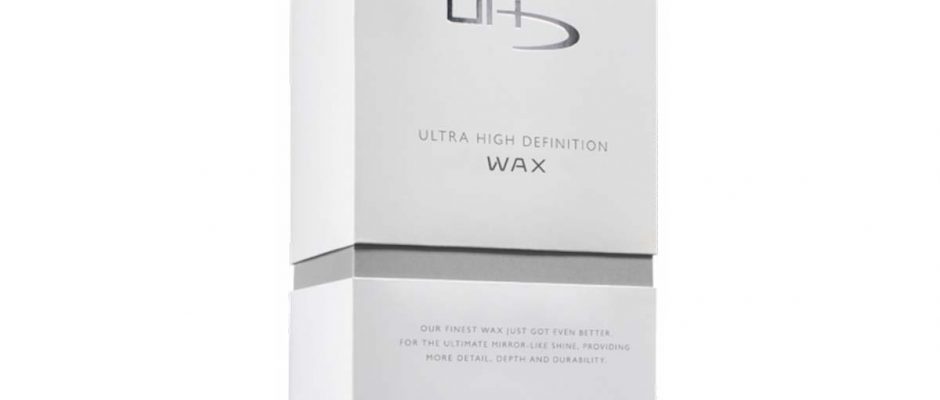 ULTRA HIGH DEFINITION
WAX
OUR FINEST WAX JUST GOT EVEN BETTER.
FOR THE ULTIMATE MIRROR-LIKE SHINE, PROVIDING
MORE DETAIL, DEPTH AND DURABILITY.